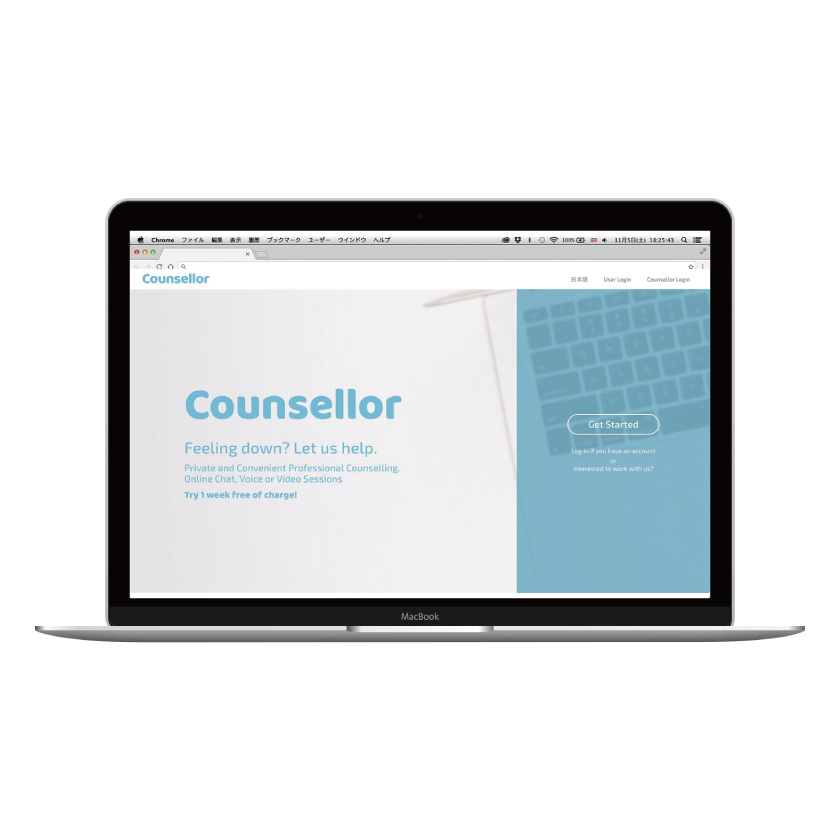 Chrome ファイル 編集 表示 履歴 ブックマーク ユーザー ウインドウ ヘルプ 100% 11月5日(土) 18:25:43
Counsellor 日本語 User Login Counsellor Login
Counsellor
Feeling down? Let us help.
Private and Convenient Professional Counselling.
Online Chat, Voice or Video Sessions
Try 1 week free of charge!
Get Started
Log in if you have an account
or
Interested to work with us?
MacBook